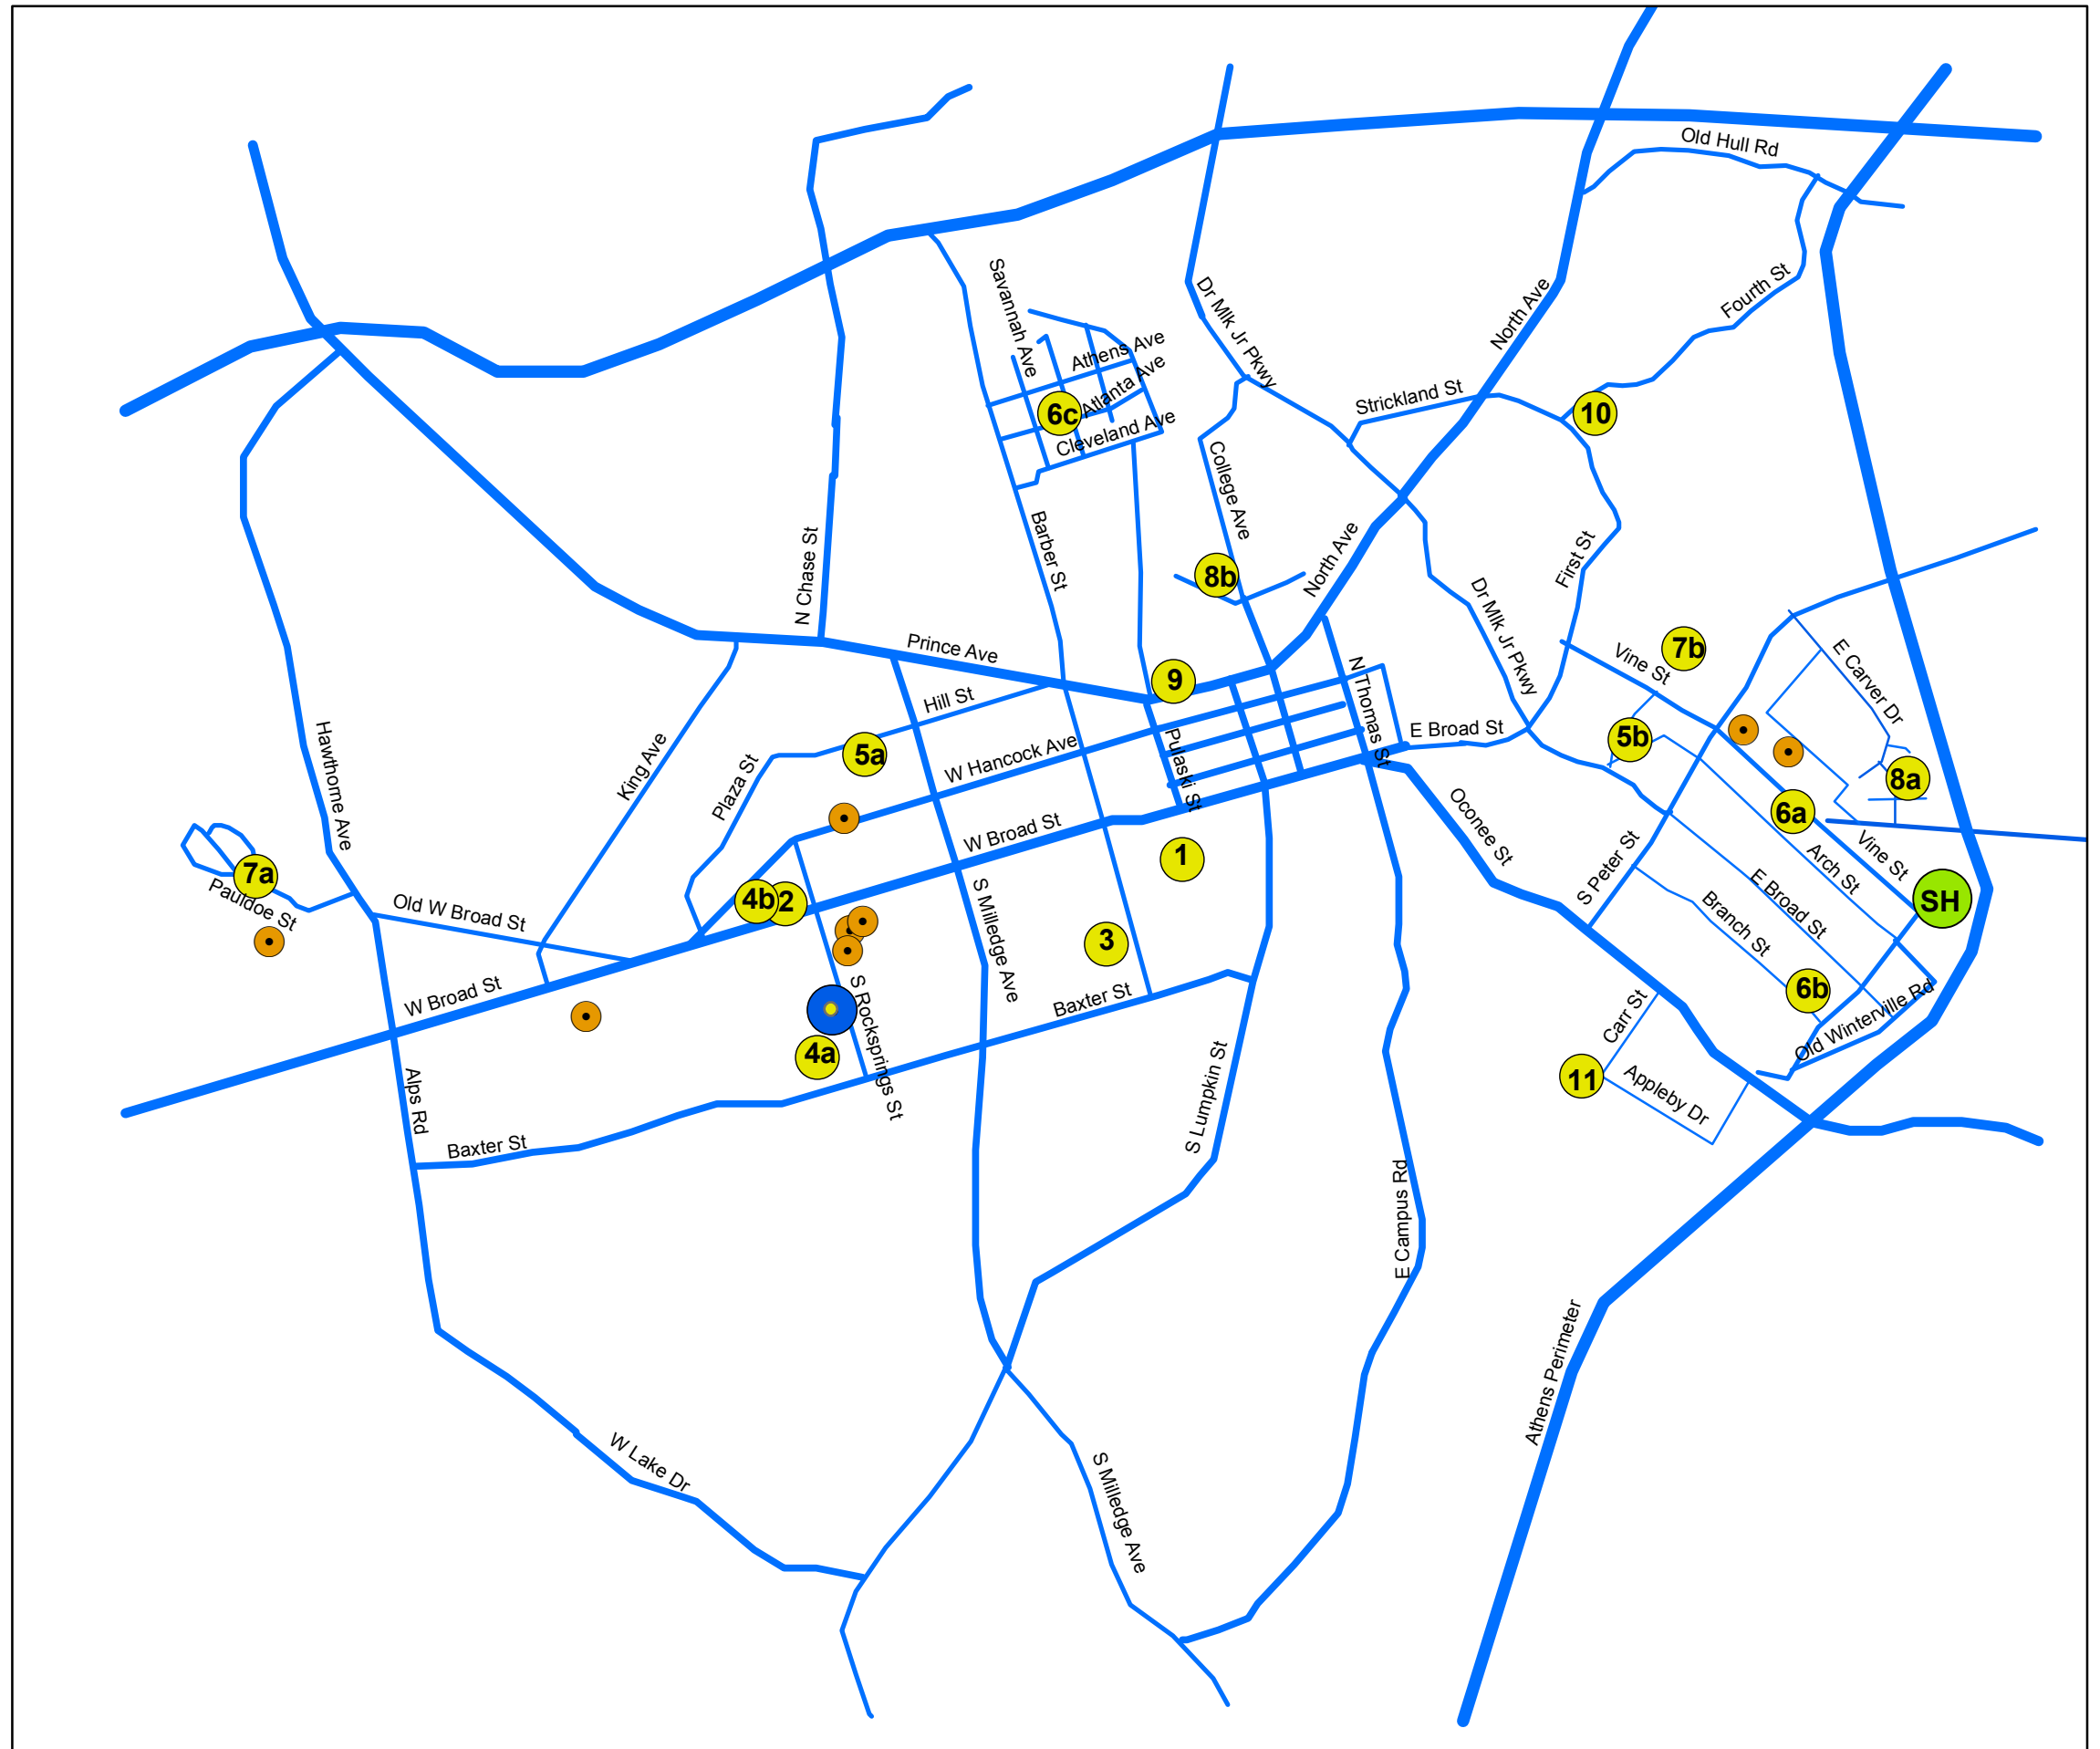 Old Hull Rd
Savannah Ave
Dr Mlk Jr Pkwy
North Ave
Fourth St
Athens Ave
Atlanta Ave
6c
Cleveland Ave
Strickland St
10
College Ave
Barber St
N Chase St
8b
North Ave
First St
Dr Mlk Jr Pkwy
Prince Ave
Hill St
9
N Thomas St
Vine St
7b
E Carver Dr
Hawthorne Ave
King Ave
Plaza St
5a
W Hancock Ave
Pulaski St
E Broad St
5b
8a
6a
Oconee St
W Broad St
1
S Peter St
Arch St
Vine St
7a
Pauldoe St
Old W Broad St
4b
2
S Milledge Ave
3
E Broad St
Branch St
SH
W Broad St
S Rocksprings St
Baxter St
6b
Old Winterville Rd
Carr St
4a
11
Appleby Dr
Alps Rd
Baxter St
S Lumpkin St
E Campus Rd
Athens Perimeter
W Lake Dr
S Milledge Ave